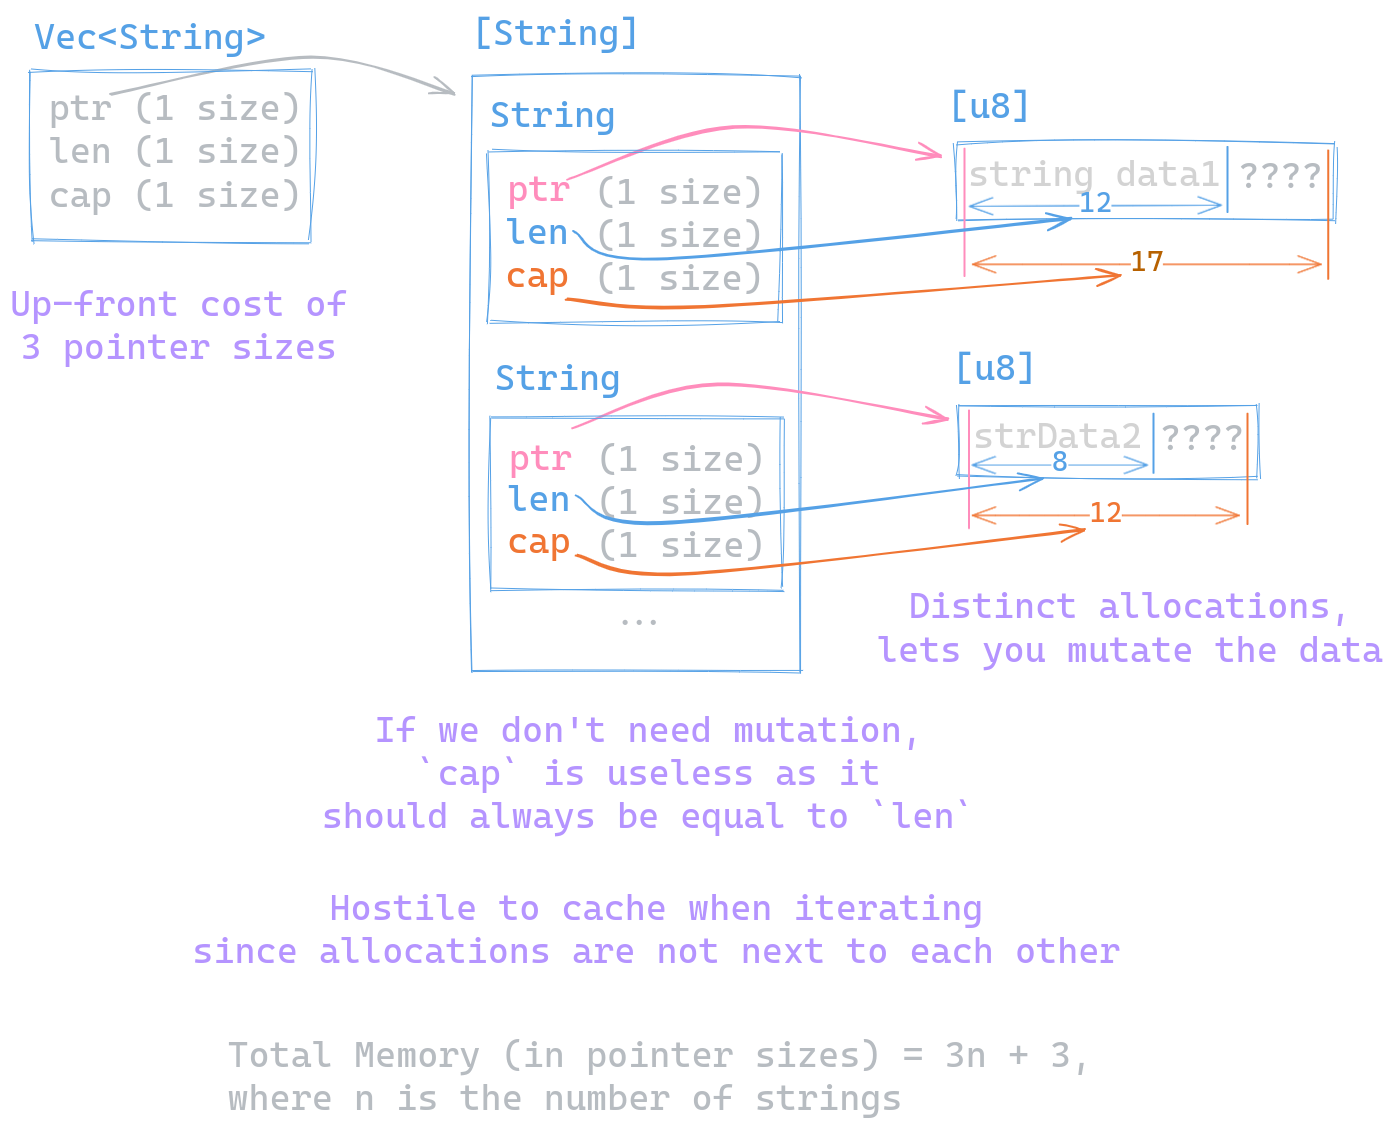 Vec<String>
ptr (1 size)
len (1 size)
cap (1 size)
Up-front cost of
3 pointer sizes
[String]
String
ptr (1 size)
len (1 size)
cap (1 size)
String
ptr (1 size)
len (1 size)
cap (1 size)
...
[u8]
string data1 ????
12
17
[u8]
strData2 ????
8
12
Distinct allocations,
lets you mutate the data
If we don't need mutation,
`cap` is useless as it
should always be equal to `len`
Hostile to cache when iterating
since allocations are not next to each other
Total Memory (in pointer sizes) = 3n + 3,
where n is the number of strings